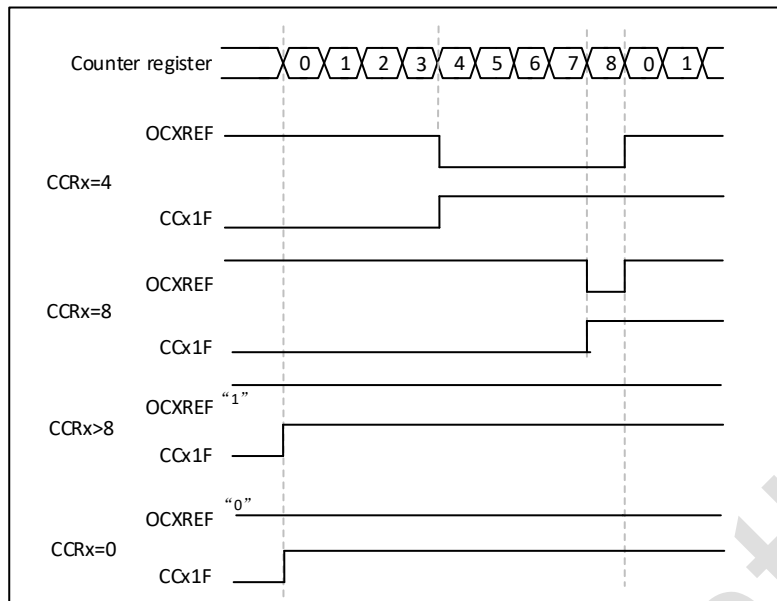 Counter register 0 1 2 3 4 5 6 7 8 0 1
OCXREF
CCRx=4
CCx1F
OCXREF
CCRx=8
CCx1F
OCXREF “1”
CCRx>8
CCx1F
OCXREF “0”
CCRx=0
CCx1F